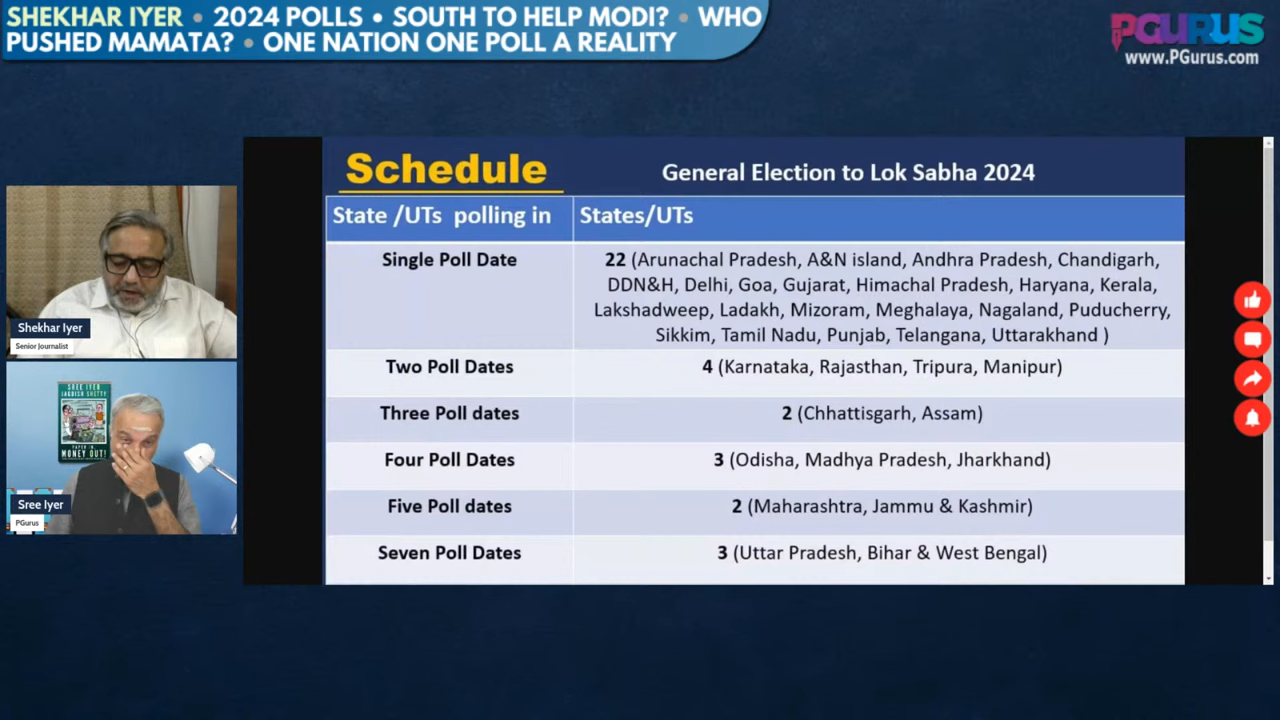 SHEKHAR IYER • 2024 POLLS • SOUTH TO HELP MODI? • WHO
PUSHED MAMATA? • ONE NATION ONE POLL A REALITY
PGURUS
www.PGurus.com
Schedule
General Election to Lok Sabha 2024
State /UTs polling in
States/UTs
Single Poll Date
22 (Arunachal Pradesh, A&N island, Andhra Pradesh, Chandigarh,
DDN&H, Delhi, Goa, Gujarat, Himachal Pradesh, Haryana, Kerala,
Lakshadweep, Ladakh, Mizoram, Meghalaya, Nagaland, Puducherry,
Sikkim, Tamil Nadu, Punjab, Telangana, Uttarakhand )
Two Poll Dates
4 (Karnataka, Rajasthan, Tripura, Manipur)
Three Poll dates
2 (Chhattisgarh, Assam)
Four Poll Dates
3 (Odisha, Madhya Pradesh, Jharkhand)
Five Poll dates
2 (Maharashtra, Jammu & Kashmir)
Seven Poll Dates
3 (Uttar Pradesh, Bihar & West Bengal)
Shekhar Iyer
Senior Journalist
SREE IYER
JAGDISH SHETTY
MONEY OUT!
Sree Iyer
PGurus